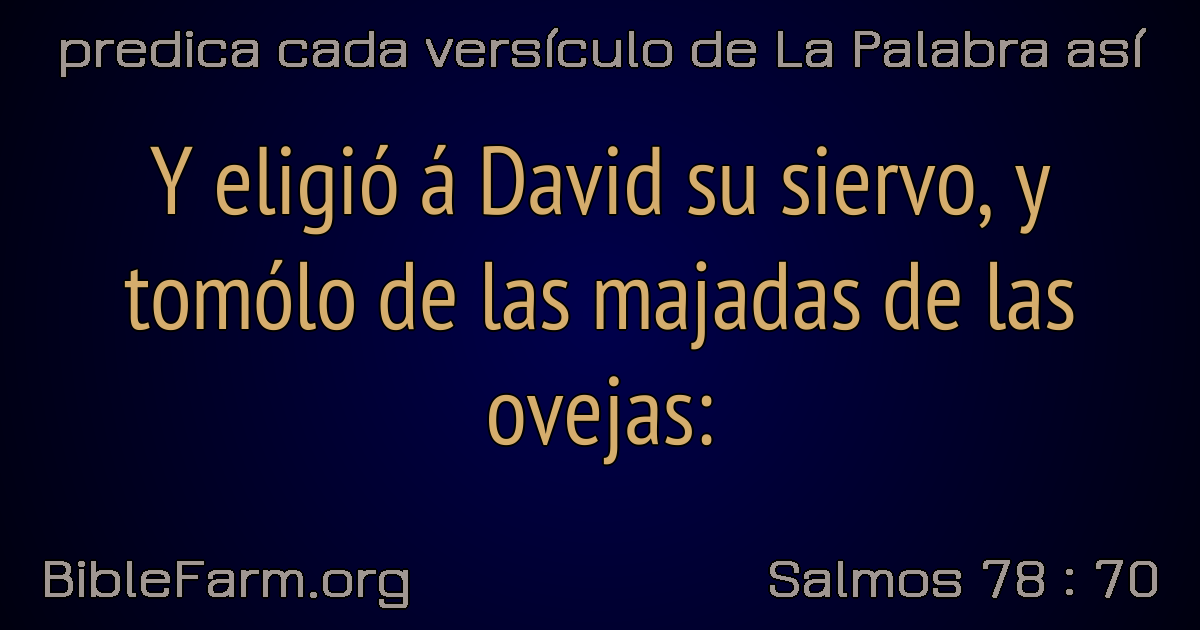 predica cada versículo de La Palabra así
Y eligió á David su siervo, y
tomólo de las majadas de las
ovejas:
BibleFarm.org
Salmos 78 : 70